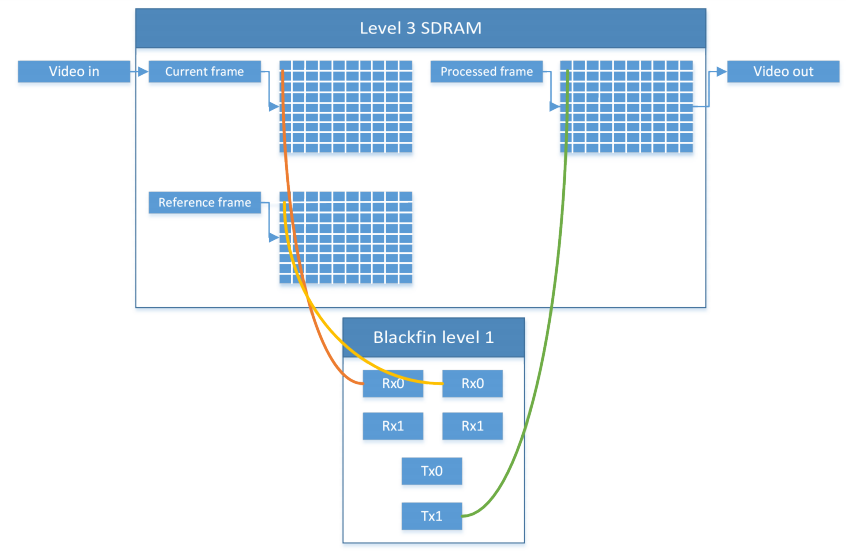 Level 3 SDRAM
Video in
Current frame
Processed frame
Video out
Reference frame
Blackfin level 1
Rx0
Rx0
Rx1
Rx1
Tx0
Tx1